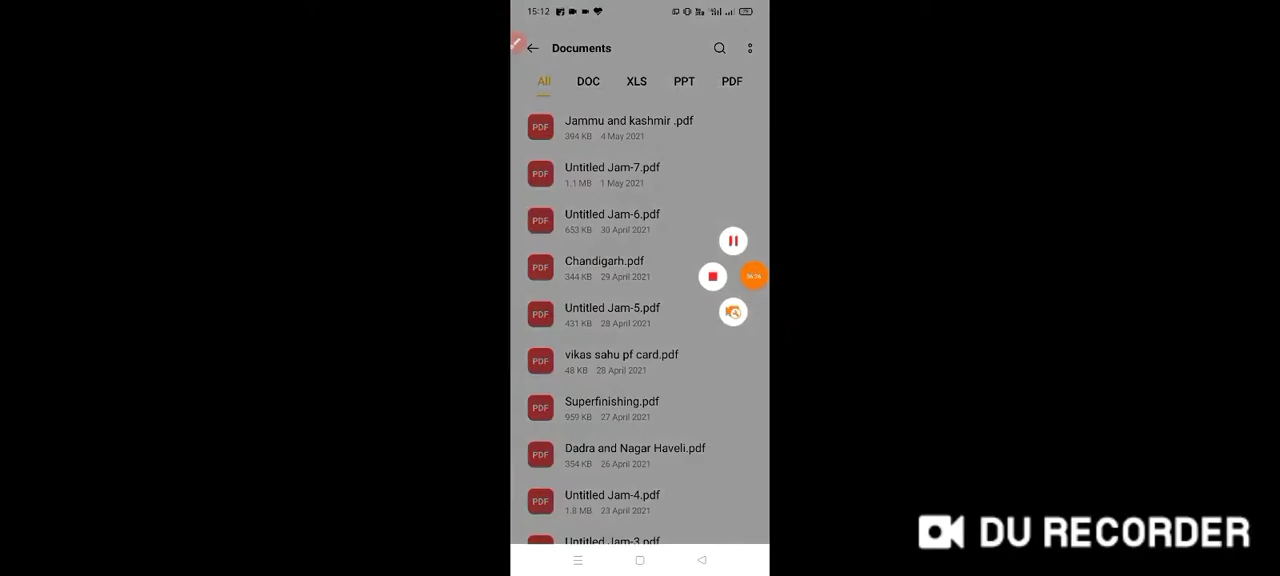 15:12
Documents
All DOC XLS PPT PDF
PDF Jammu and kashmir .pdf
394 KB 4 May 2021
PDF Untitled Jam-7.pdf
1.1 MB 1 May 2021
PDF Untitled Jam-6.pdf
653 KB 30 April 2021
PDF Chandigarh.pdf
344 KB 29 April 2021
PDF Untitled Jam-5.pdf
431 KB 28 April 2021
PDF vikas sahu pf card.pdf
48 KB 28 April 2021
PDF Superfinishing.pdf
959 KB 27 April 2021
PDF Dadra and Nagar Haveli.pdf
354 KB 26 April 2021
PDF Untitled Jam-4.pdf
1.8 MB 23 April 2021
PDF Untitled Jam-3.pdf
DU RECORDER